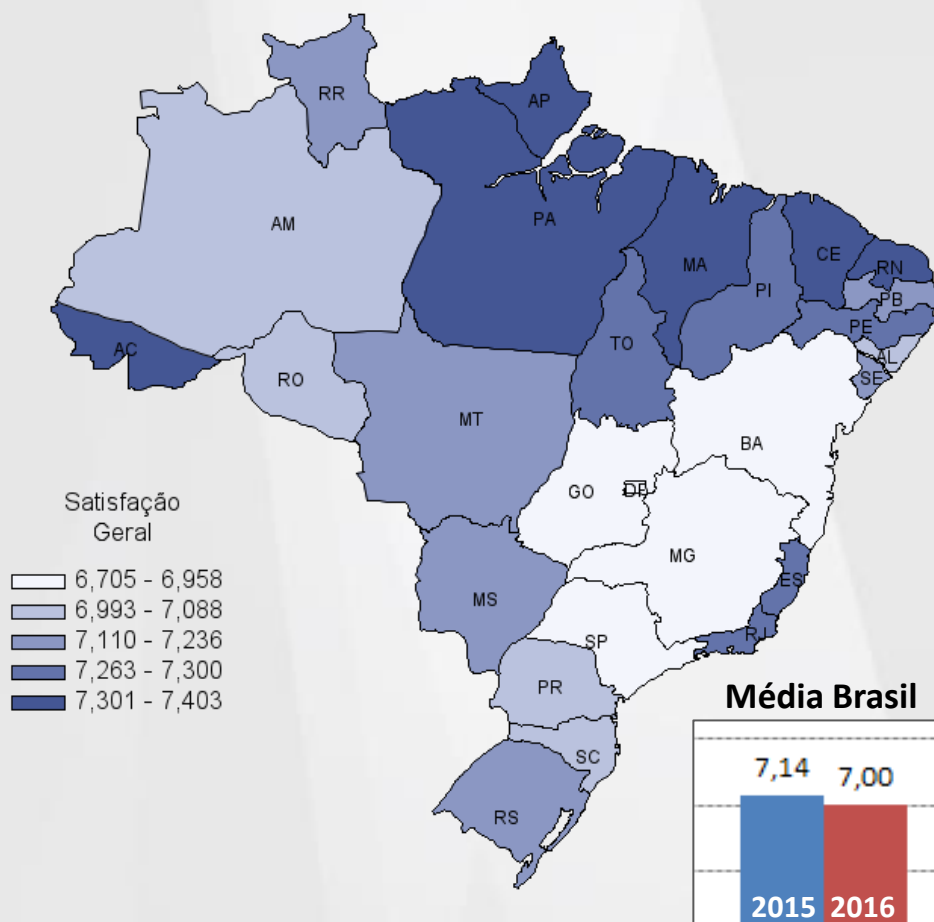 RR
AP
AM
PA
MA
CE
RN
PI
PB
PE
AC
TO
AL
RO
SE
MT
BA
GO
DF
MG
MS
ES
SP
RJ
PR
SC
RS
Satisfação
Geral
6,705 - 6,958
6,993 - 7,088
7,110 - 7,236
7,263 - 7,300
7,301 - 7,403
Média Brasil
7,14 7,00
2015 2016